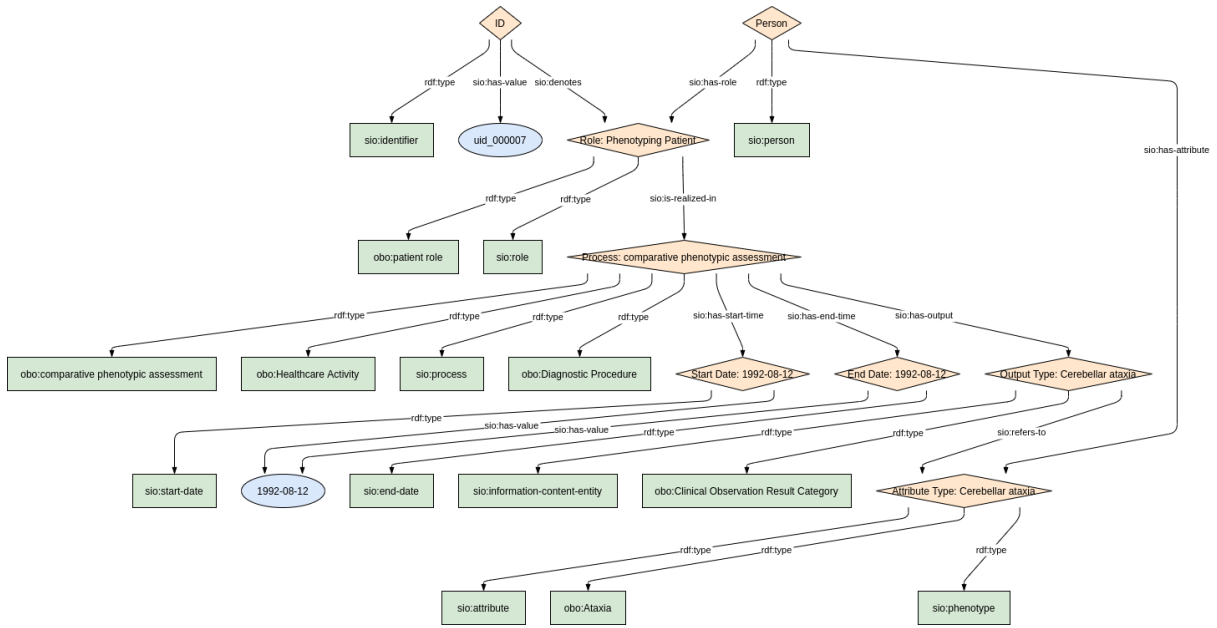 ID
Person
rdf:type
sio:has-value
sio:denotes
sio:has-role
rdf:type
sio:identifier
uid_000007
Role: Phenotyping Patient
sio:person
sio:has-attribute
rdf:type
rdf:type
sio:is-realized-in
obo:patient role
sio:role
Process: comparative phenotypic assessment
rdf:type
rdf:type
rdf:type
rdf:type
sio:has-start-time
sio:has-end-time
sio:has-output
obo:comparative phenotypic assessment
obo:Healthcare Activity
sio:process
obo:Diagnostic Procedure
Start Date: 1992-08-12
End Date: 1992-08-12
Output Type: Cerebellar ataxia
rdf:type
sio:has-value
sio:has-value
rdf:type
rdf:type
rdf:type
sio:refers-to
sio:start-date
1992-08-12
sio:end-date
sio:information-content-entity
obo:Clinical Observation Result Category
Attribute Type: Cerebellar ataxia
rdf:type
rdf:type
rdf:type
sio:attribute
obo:Ataxia
sio:phenotype